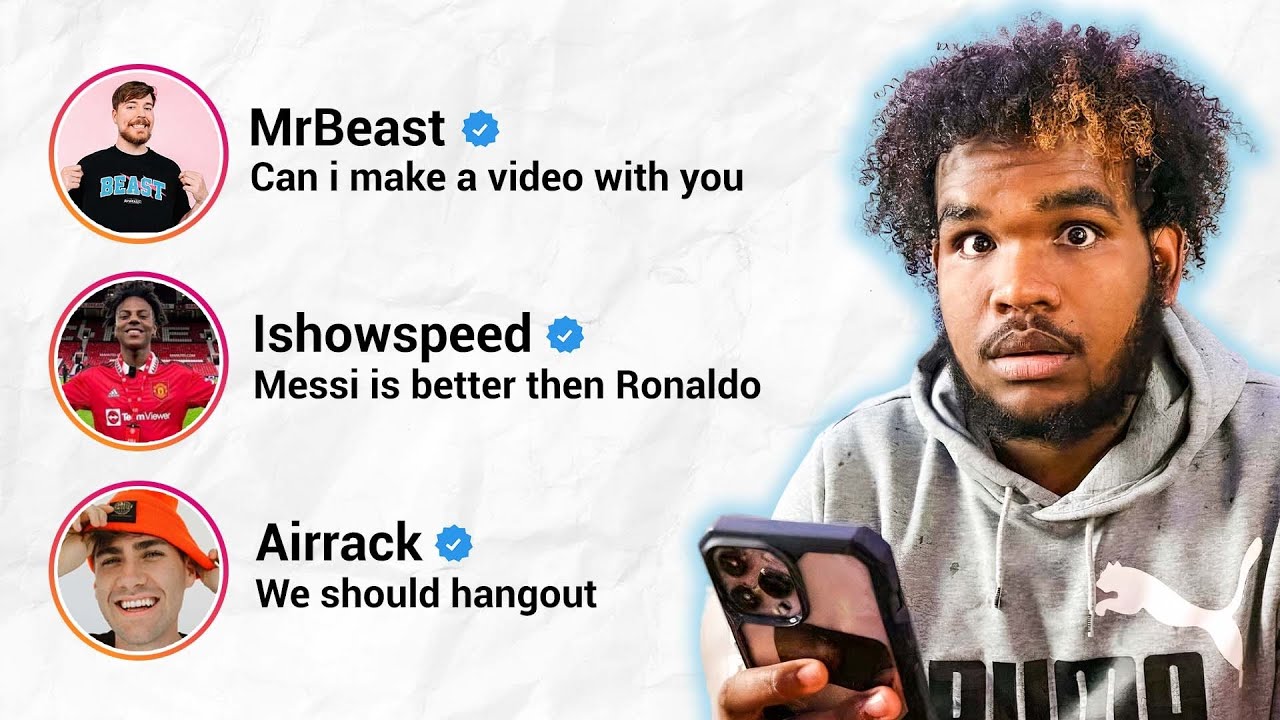 MrBeast
Can i make a video with you
BEAST
Ishowspeed
Messi is better then Ronaldo
TeamViewer
Airrack
We should hangout
PUMA